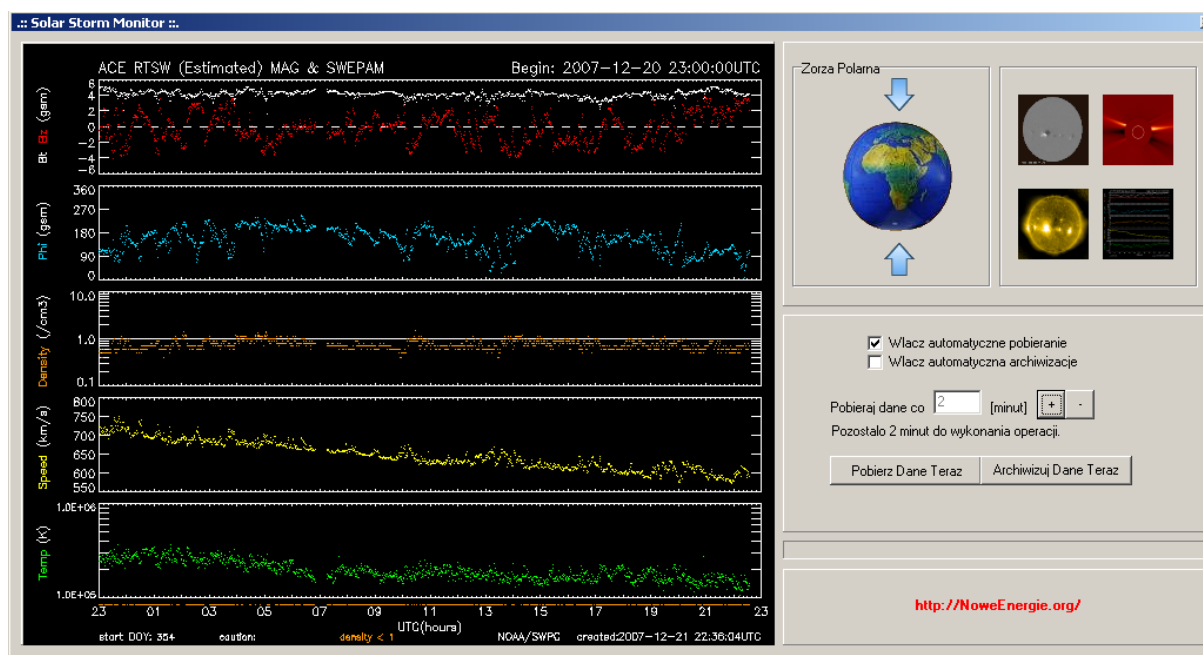 .:: Solar Storm Monitor ::.
ACE RTSW (Estimated) MAG & SWEPAM Begin: 2007-12-20 23:00:00UTC
Bt Bz (gsm)
6
4
2
0
-2
-4
-6
Phi (gsm)
360
270
180
90
0
Density (/cm3)
10.0
1.0
0.1
Speed (km/s)
800
750
700
650
600
550
Temp (K)
1.0E+06
1.0E+05
23 01 03 05 07 09 11 13 15 17 19 21 23
UTC(hours)
start DOY: 354 caution: density < 1 NOAA/SWPC created:2007-12-21 22:36:04UTC
Zorza Polarna
Wlacz automatyczne pobieranie
Wlacz automatyczna archiwizacje
Pobieraj dane co 2 [minut] + -
Pozostalo 2 minut do wykonania operacji.
Pobierz Dane Teraz Archiwizuj Dane Teraz
http://NoweEnergie.org/